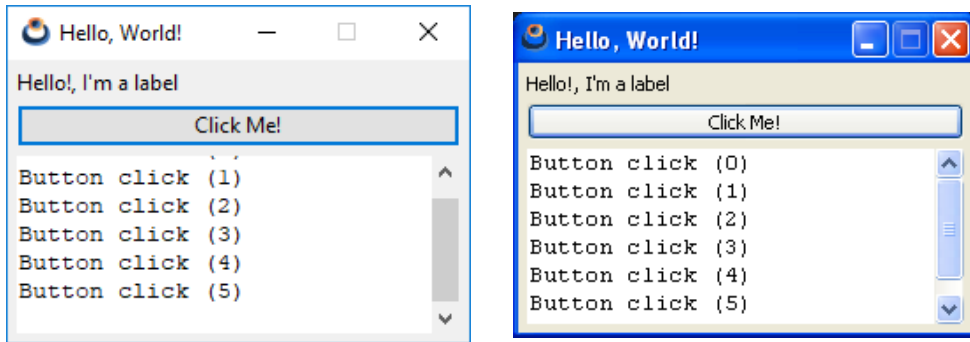 Hello, World!
Hello!, I'm a label
Click Me!
Button click (1)
Button click (2)
Button click (3)
Button click (4)
Button click (5)
Hello, World!
Hello!, I'm a label
Click Me!
Button click (0)
Button click (1)
Button click (2)
Button click (3)
Button click (4)
Button click (5)